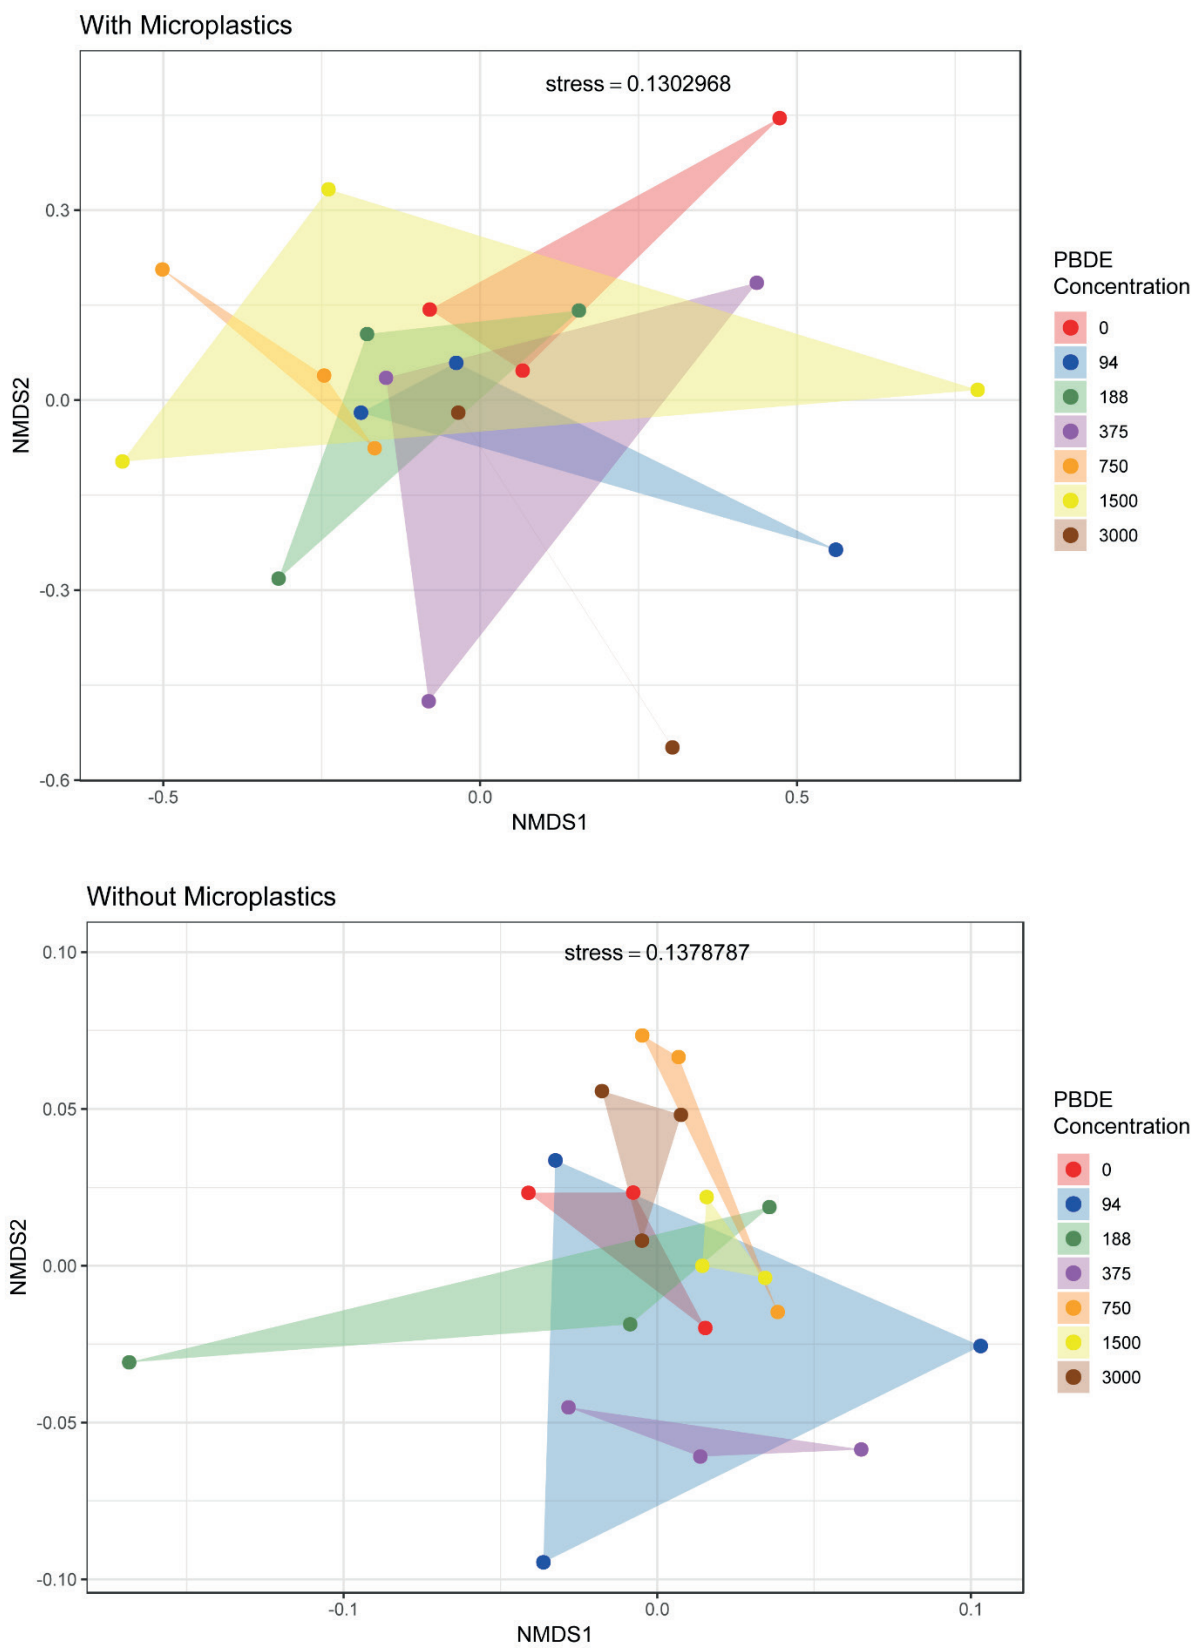 With Microplastics
stress = 0.1302968
0.3
0.0
-0.3
-0.6
NMDS2
-0.5
0.0
0.5
NMDS1
PBDE
Concentration
0
94
188
375
750
1500
3000
Without Microplastics
stress = 0.1378787
0.10
0.05
0.00
-0.05
-0.10
NMDS2
-0.1
0.0
0.1
NMDS1
PBDE
Concentration
0
94
188
375
750
1500
3000